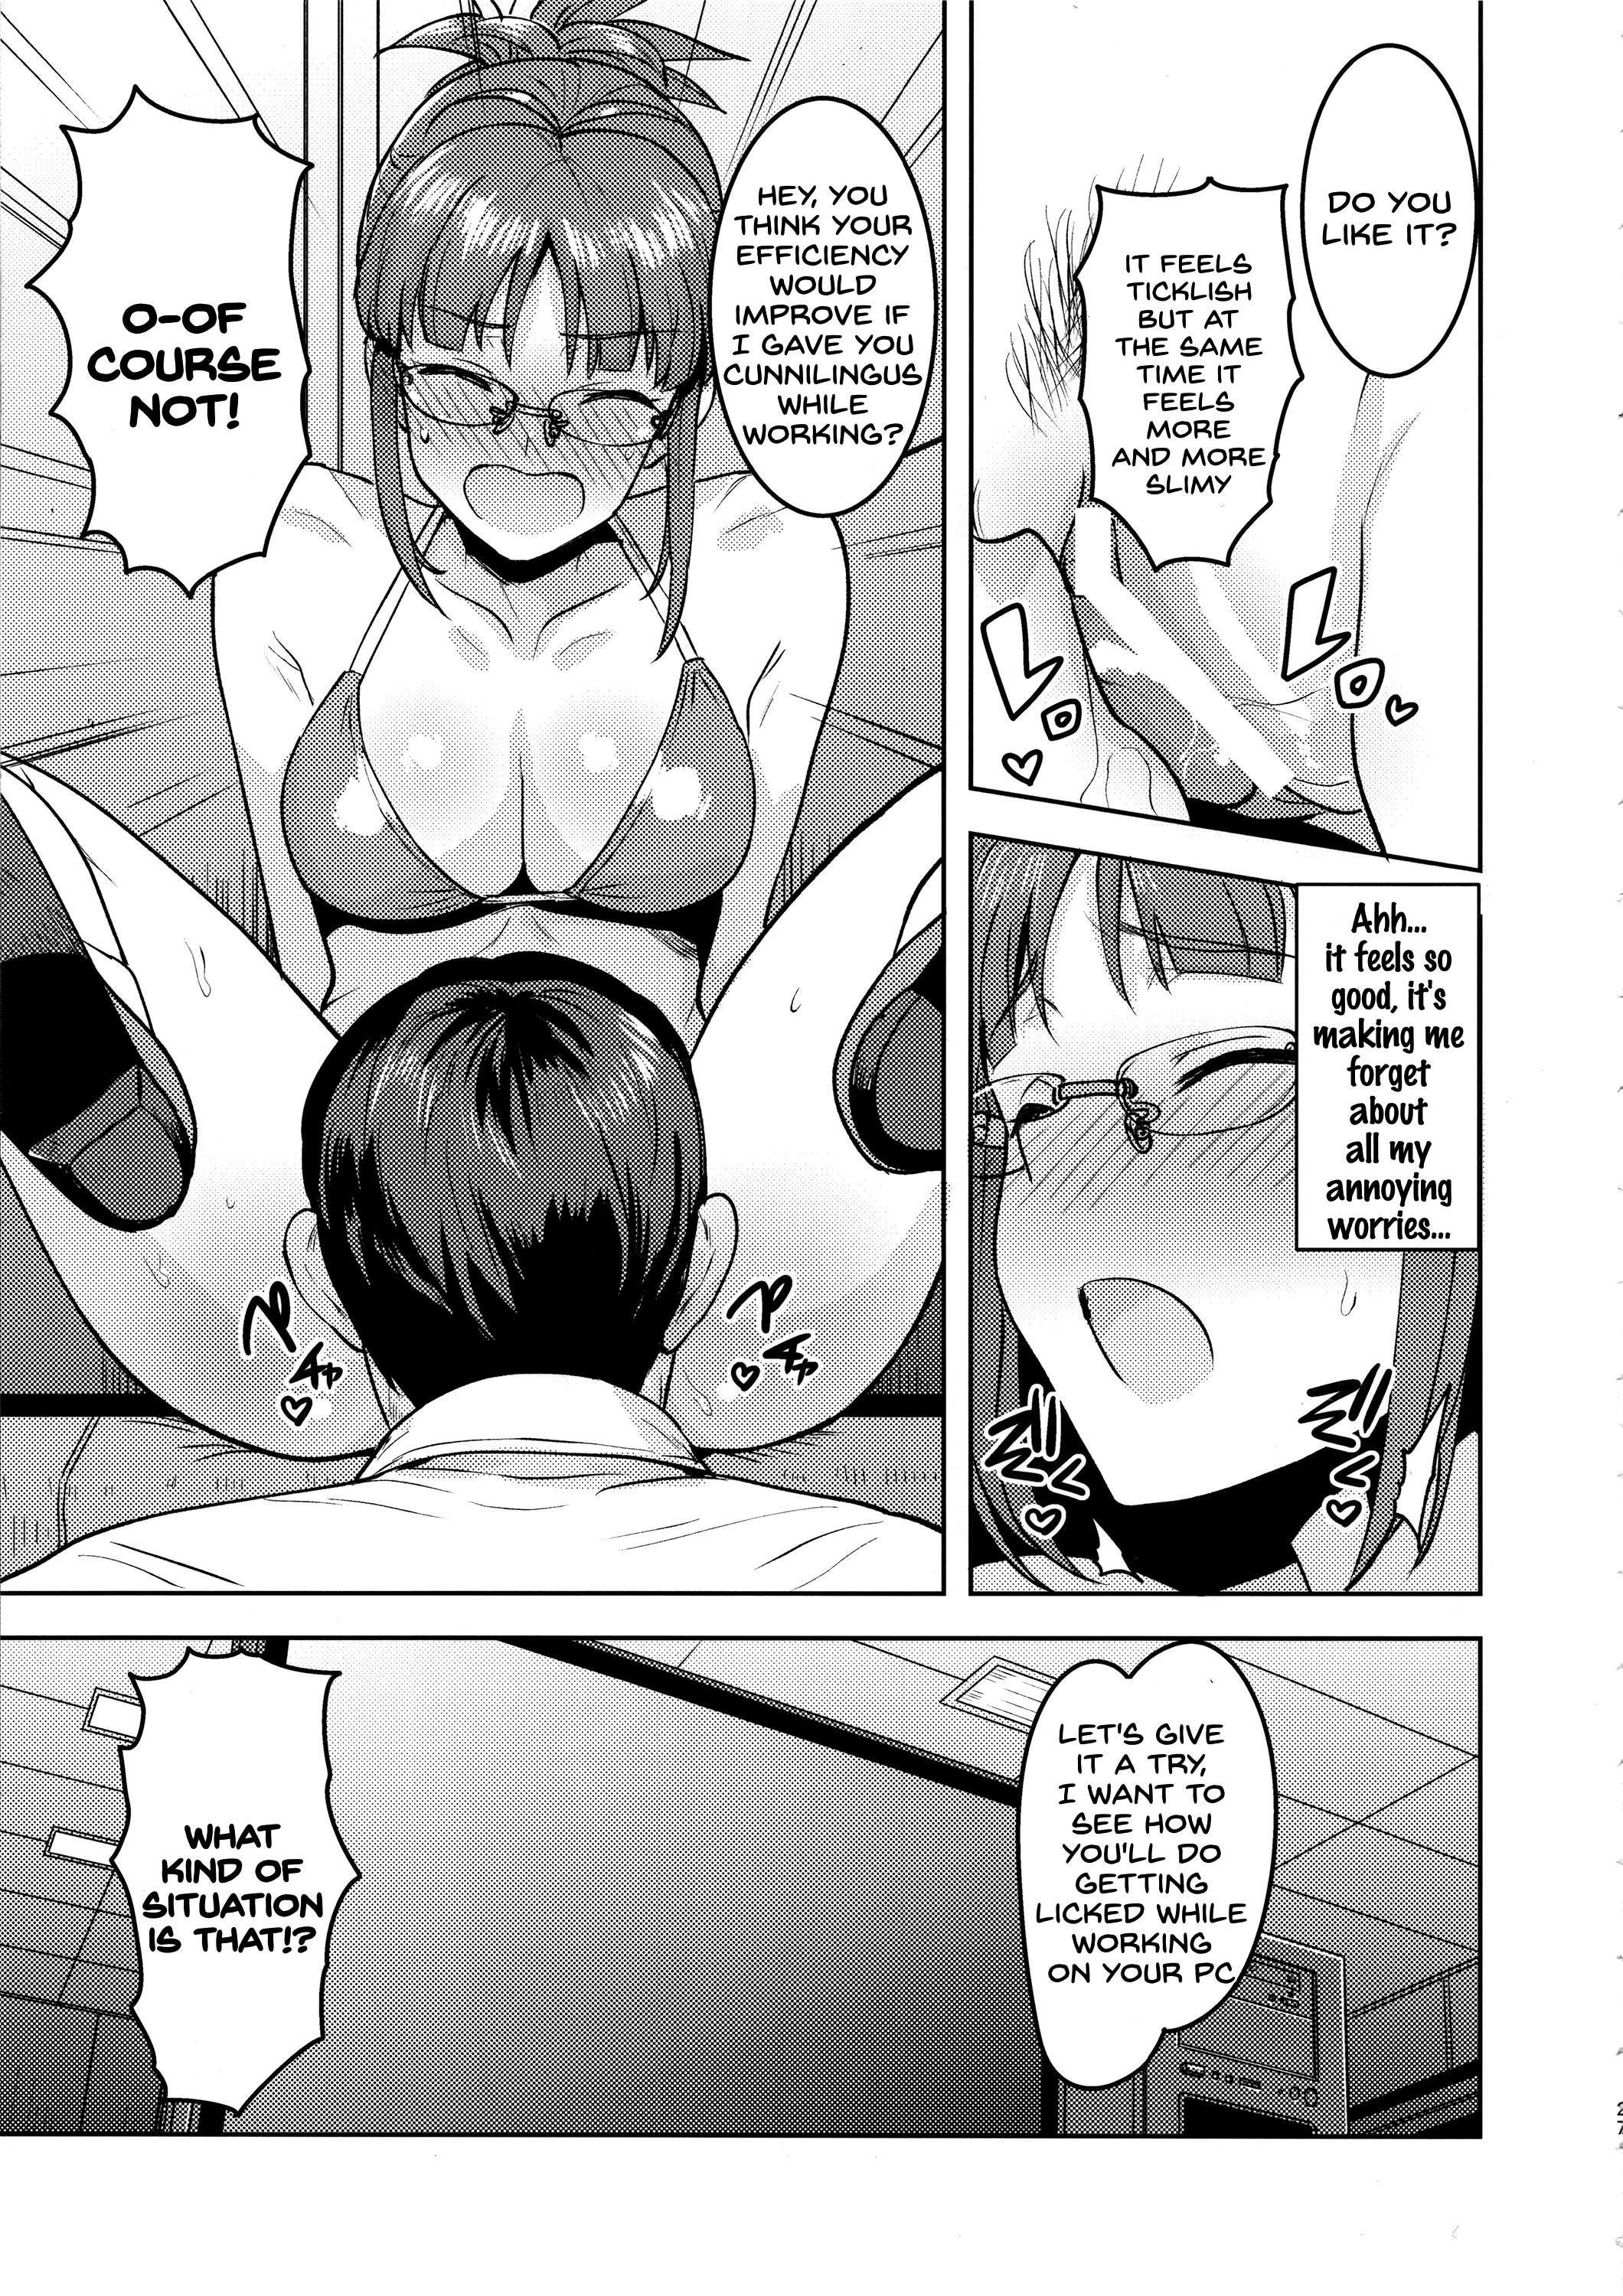 DO YOU
LIKE IT?
IT FEELS
TICKLISH
BUT AT
THE SAME
TIME IT
FEELS
MORE
AND MORE
SLIMY
Ahh...
it feels so
good, it's
making me
forget
about
all my
annoying
worries...
HEY, YOU
THINK YOUR
EFFICIENCY
WOULD
IMPROVE IF
I GAVE YOU
CUNNILINGUS
WHILE
WORKING?
O-OF
COURSE
NOT!
LET'S GIVE
IT A TRY,
I WANT TO
SEE HOW
YOU'LL DO
GETTING
LICKED WHILE
WORKING
ON YOUR PC
WHAT
KIND OF
SITUATION
IS THAT!?
27